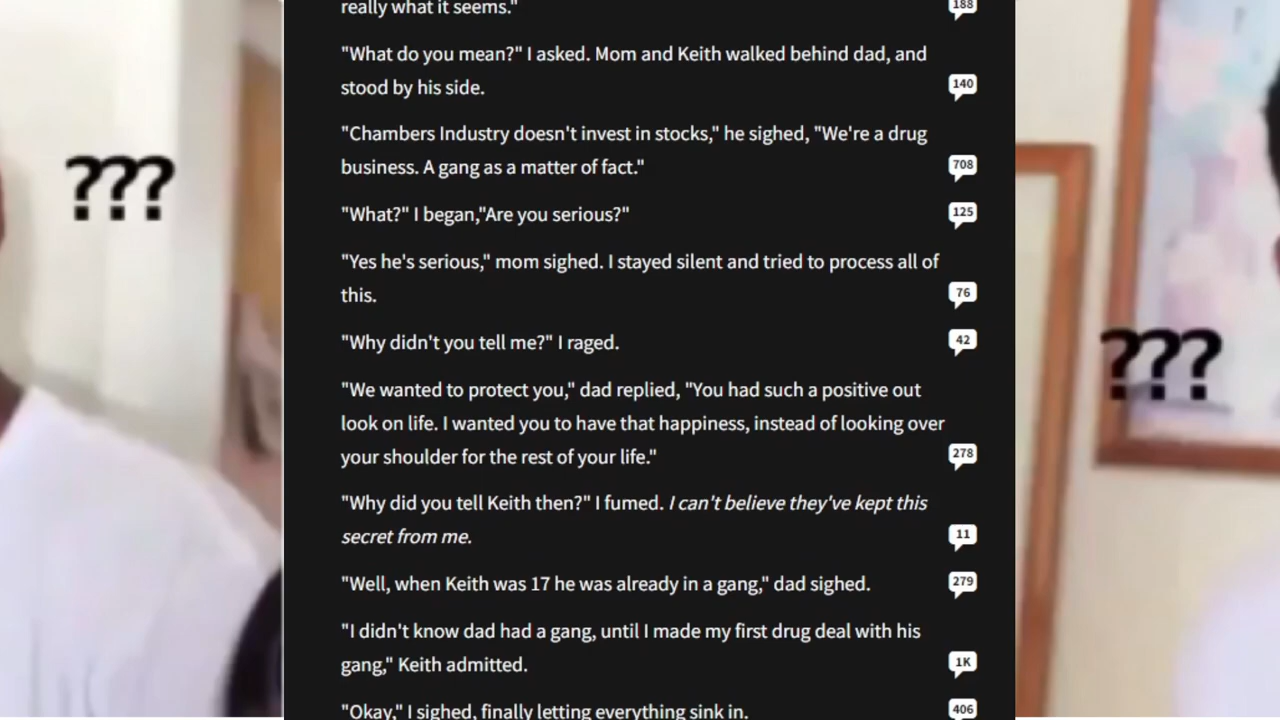 really what it seems."
188
"What do you mean?" I asked. Mom and Keith walked behind dad, and
stood by his side.
140
"Chambers Industry doesn't invest in stocks," he sighed, "We're a drug
business. A gang as a matter of fact."
708
"What?" I began,"Are you serious?"
125
"Yes he's serious," mom sighed. I stayed silent and tried to process all of
this.
76
"Why didn't you tell me?" I raged.
42
"We wanted to protect you," dad replied, "You had such a positive out
look on life. I wanted you to have that happiness, instead of looking over
your shoulder for the rest of your life."
278
"Why did you tell Keith then?" I fumed. I can't believe they've kept this
secret from me.
11
"Well, when Keith was 17 he was already in a gang," dad sighed.
279
"I didn't know dad had a gang, until I made my first drug deal with his
gang," Keith admitted.
1K
"Okay," I sighed, finally letting everything sink in.
406
???
???